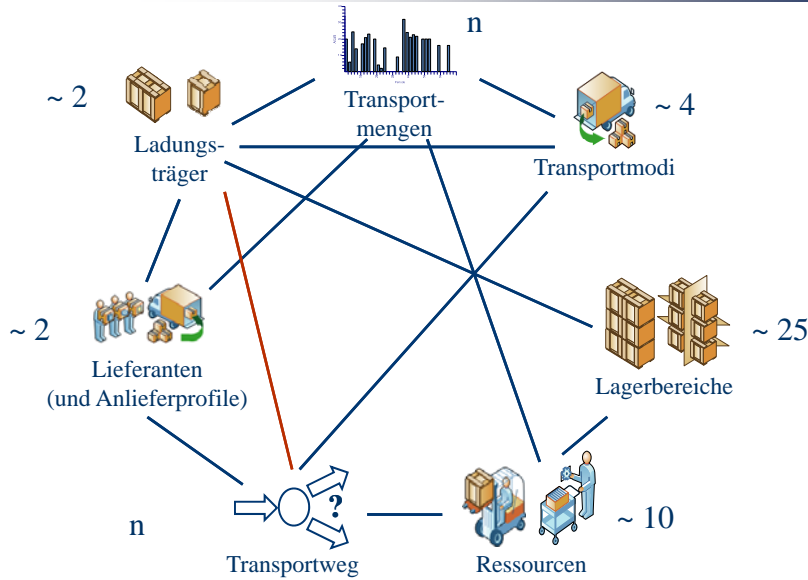 n
~ 2
Transport-
mengen
~ 4
Ladungs-
träger
Transportmodi
~ 2
~ 25
Lieferanten
(und Anlieferprofile)
Lagerbereiche
?
n
~ 10
Transportweg
Ressourcen